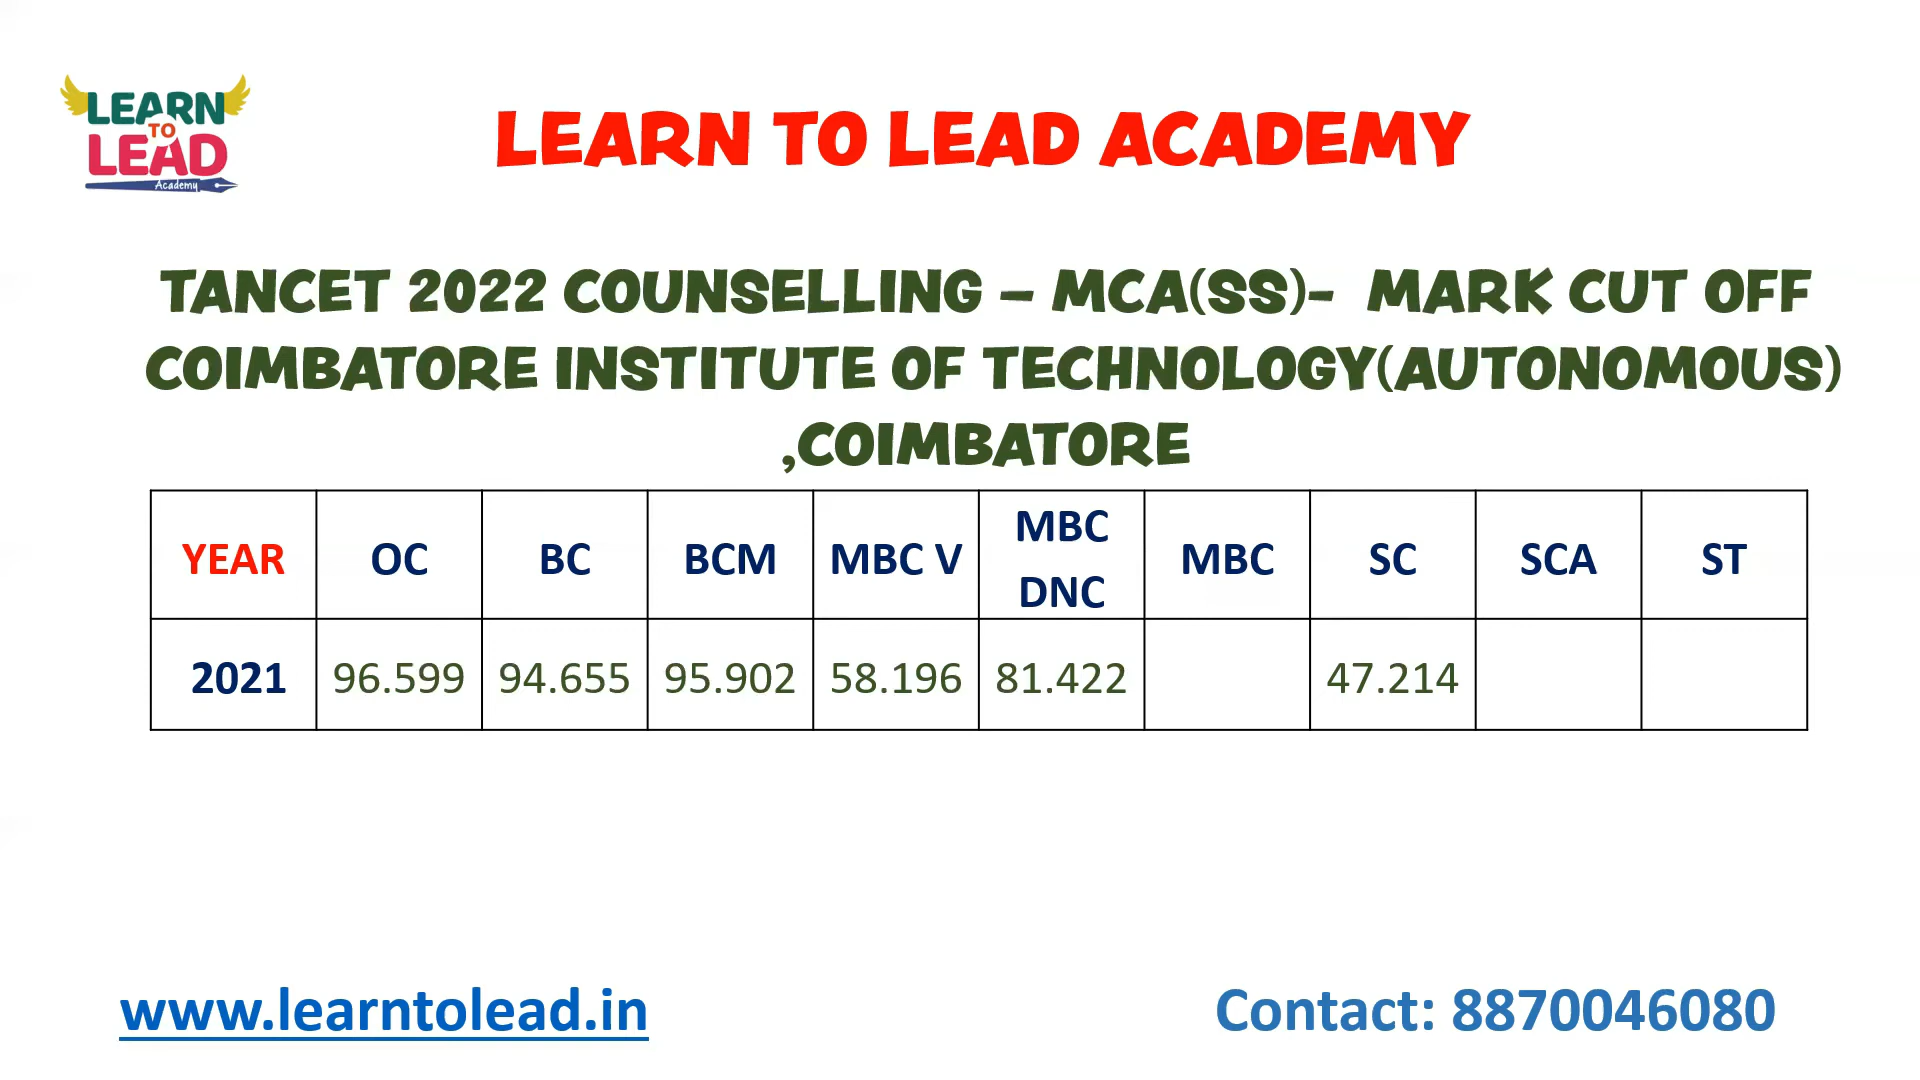 LEARN
TO
LEAD
Academy
LEARN TO LEAD ACADEMY
TANCET 2022 COUNSELLING – MCA(SS)- MARK CUT OFF
COIMBATORE INSTITUTE OF TECHNOLOGY(AUTONOMOUS)
,COIMBATORE
YEAR OC BC BCM MBC V MBC DNC MBC SC SCA ST
2021 96.599 94.655 95.902 58.196 81.422 47.214
www.learntolead.in Contact: 8870046080